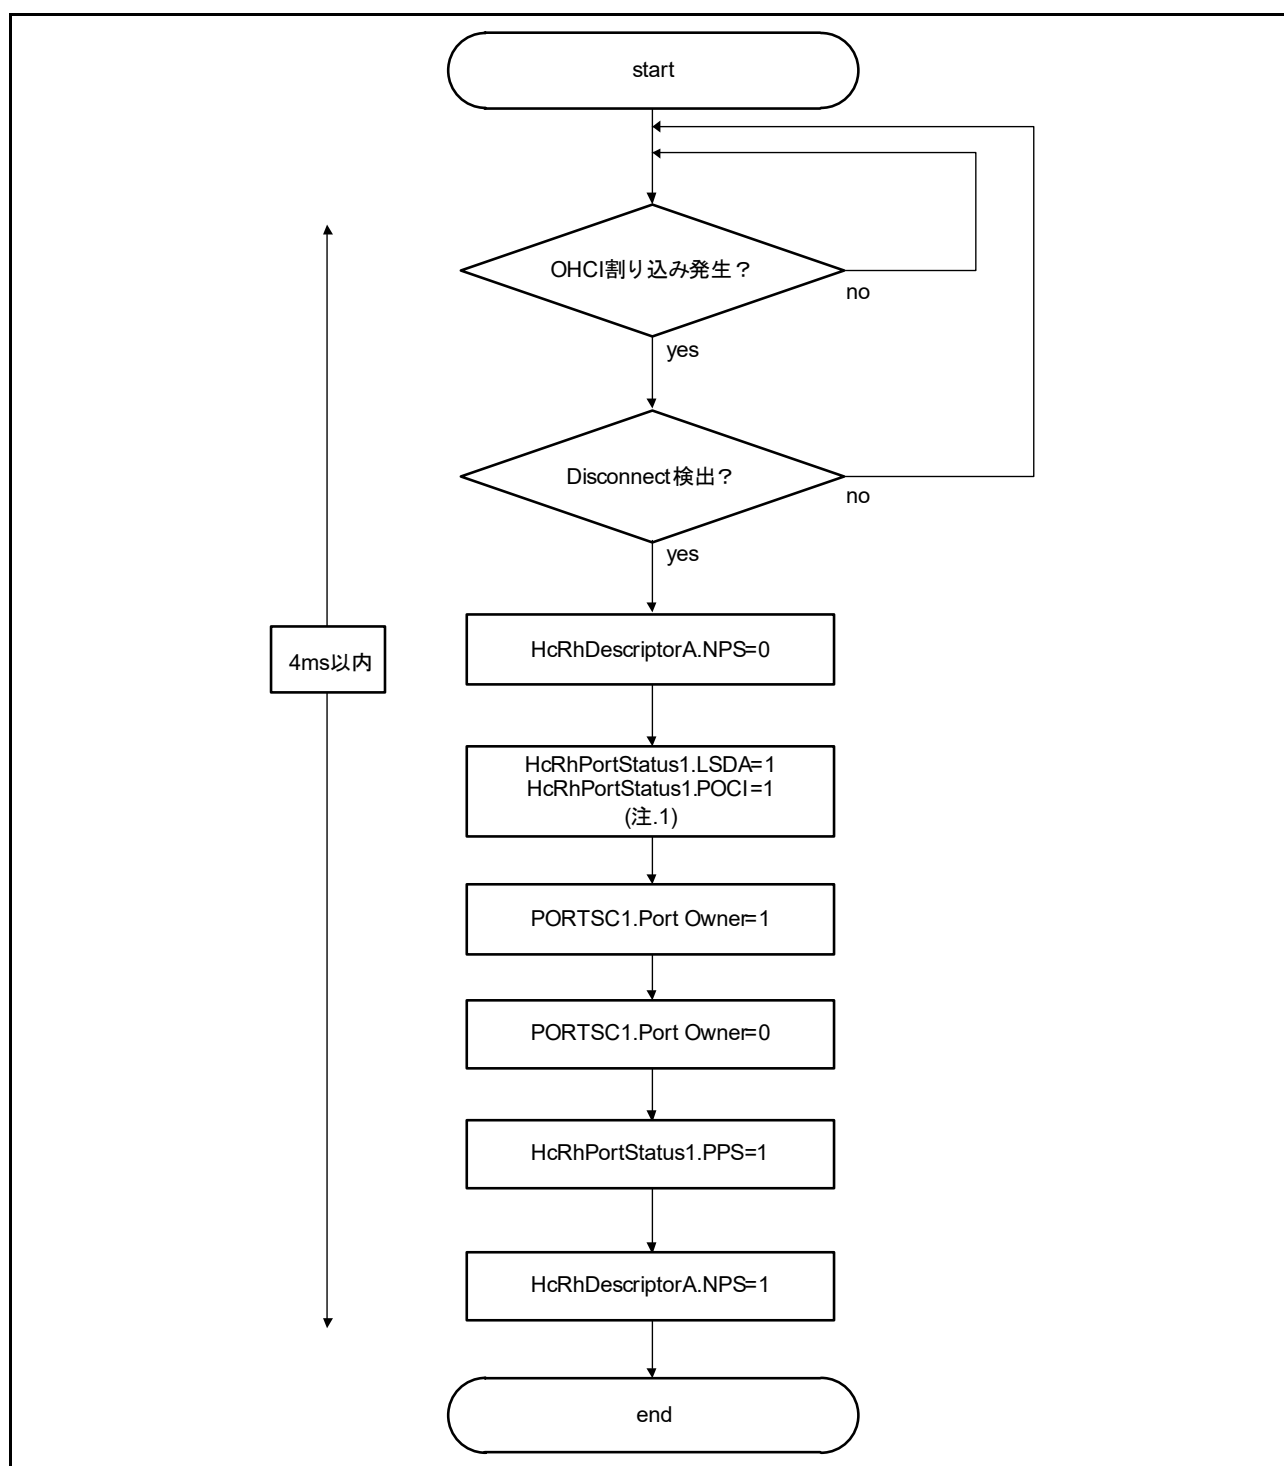 start
OHCI割り込み発生？
no
yes
Disconnect検出？
no
yes
4ms以内
HcRhDescriptorA.NPS=0
HcRhPortStatus1.LSDA=1
HcRhPortStatus1.POCI=1
(注.1)
PORTSC1.Port Owner=1
PORTSC1.Port Owner=0
HcRhPortStatus1.PPS=1
HcRhDescriptorA.NPS=1
end